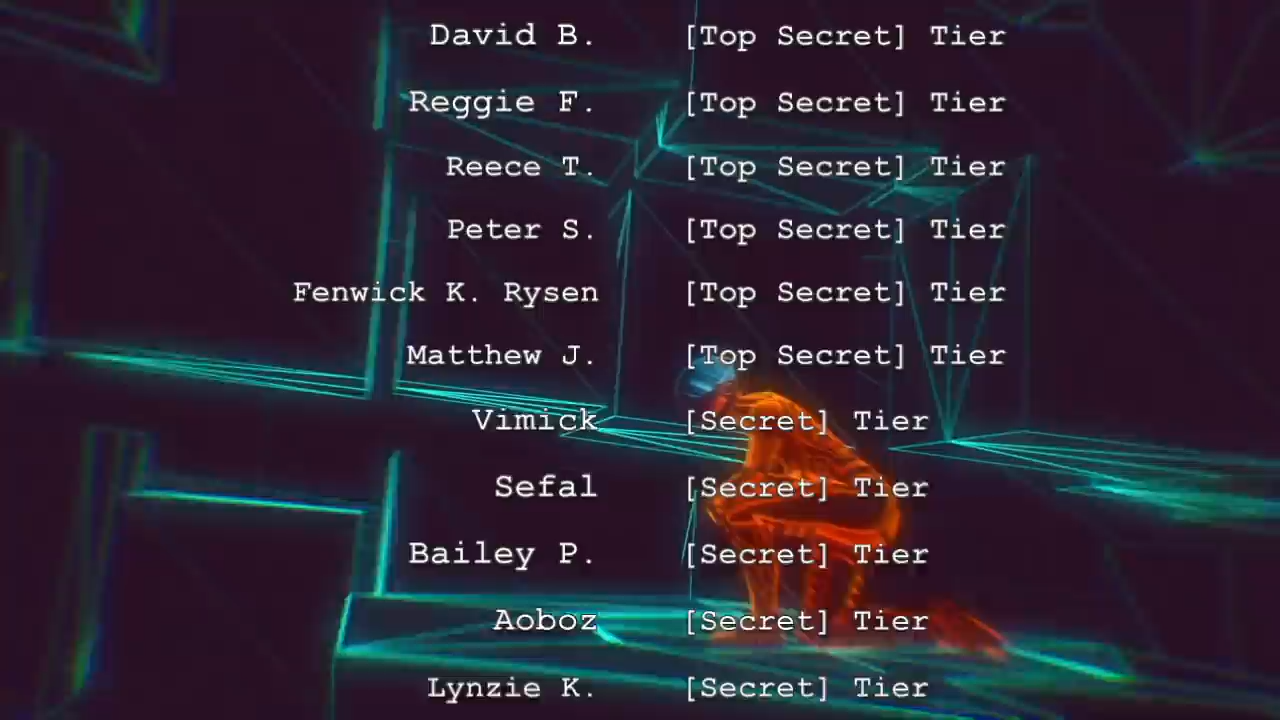 David B. [Top Secret] Tier
Reggie F. [Top Secret] Tier
Reece T. [Top Secret] Tier
Peter S. [Top Secret] Tier
Fenwick K. Rysen [Top Secret] Tier
Matthew J. [Top Secret] Tier
Vimick [Secret] Tier
Sefal [Secret] Tier
Bailey P. [Secret] Tier
Aoboz [Secret] Tier
Lynzie K. [Secret] Tier